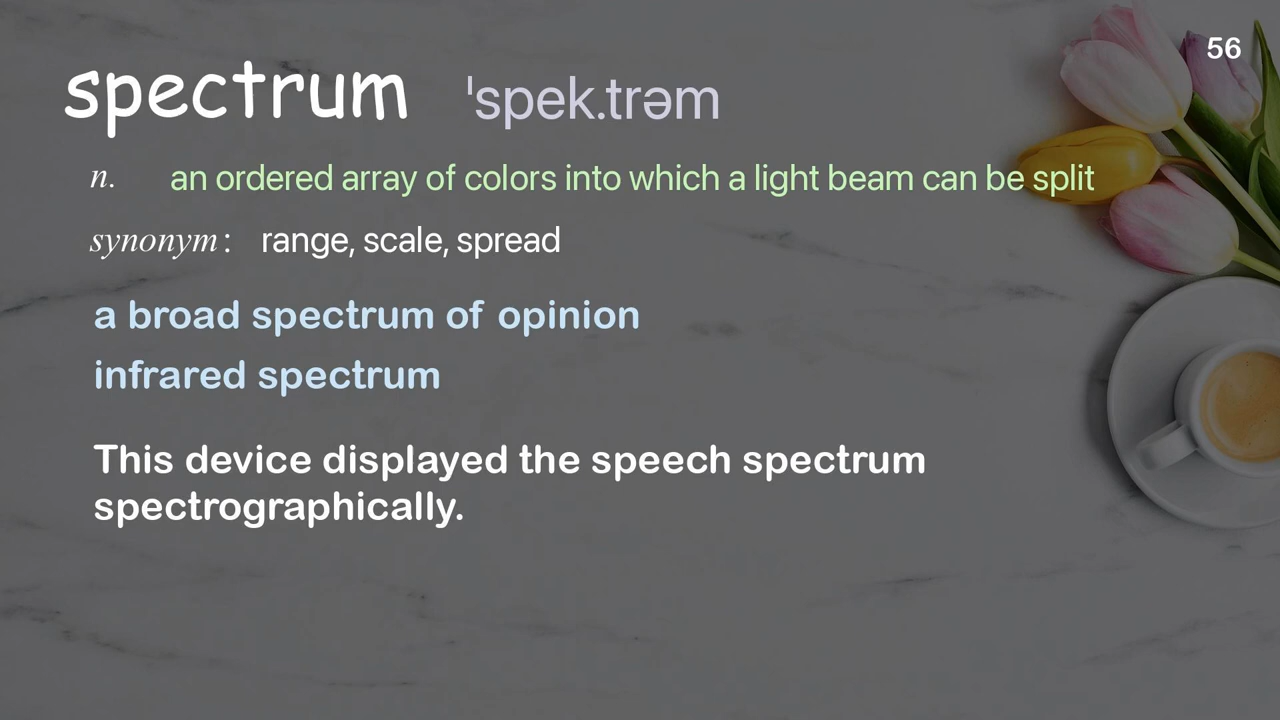 56
spectrum ˈspek.trəm
n. an ordered array of colors into which a light beam can be split
synonym: range, scale, spread
a broad spectrum of opinion
infrared spectrum
This device displayed the speech spectrum
spectrographically.